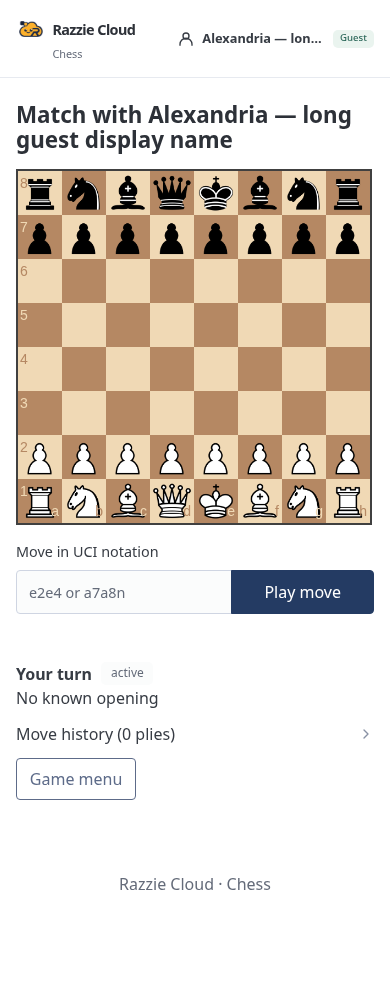 Razzie Cloud
Chess
Alexandria — lon...
Guest
Match with Alexandria — long
guest display name
8
7
6
5
4
3
2
1
a b c d e f g h
Move in UCI notation
e2e4 or a7a8n
Play move
Your turn active
No known opening
Move history (0 plies)
Game menu
Razzie Cloud · Chess